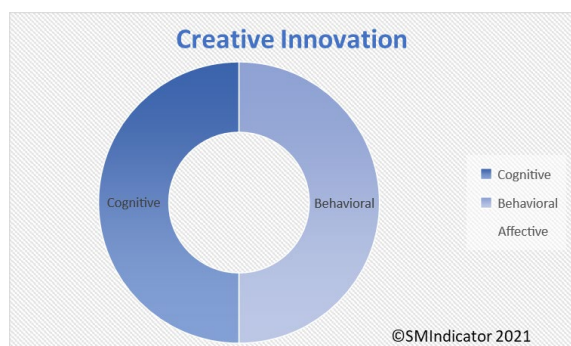 Creative Innovation
Cognitive
Behavioral
Cognitive
Behavioral
Affective
©SMIndicator 2021